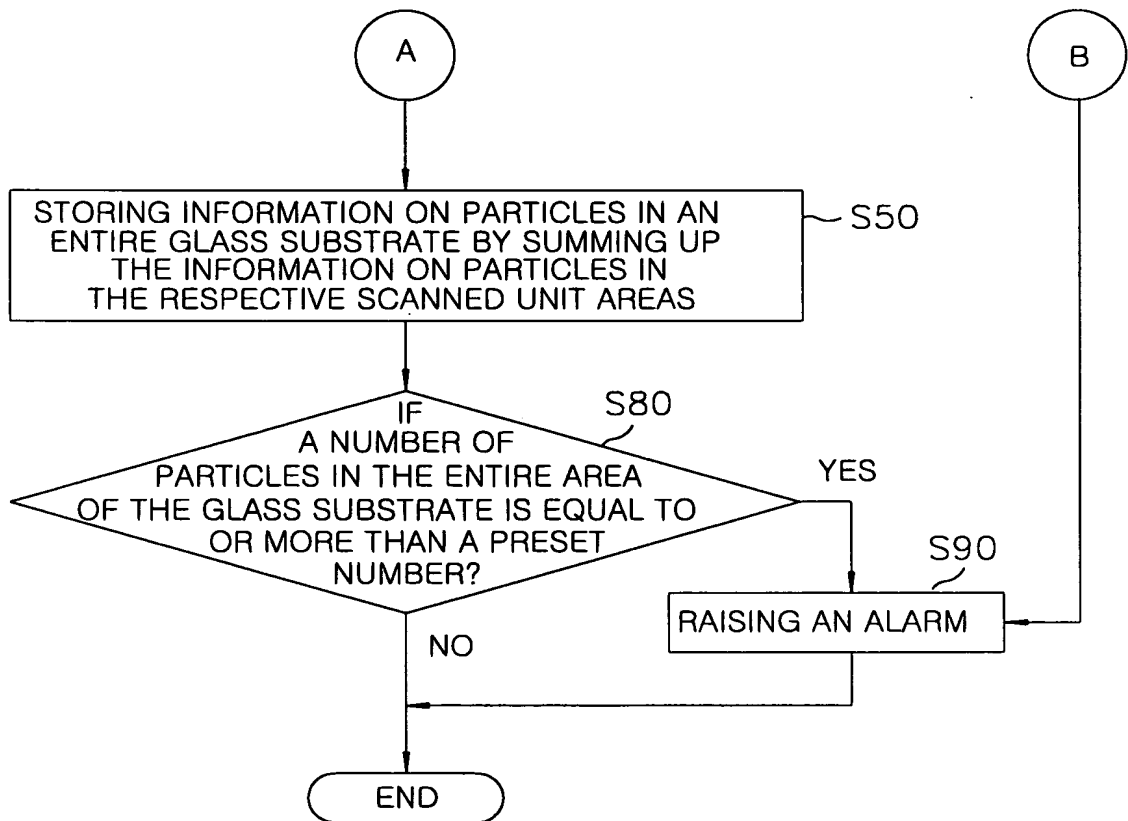 A
B
STORING INFORMATION ON PARTICLES IN AN
ENTIRE GLASS SUBSTRATE BY SUMMING UP
THE INFORMATION ON PARTICLES IN
THE RESPECTIVE SCANNED UNIT AREAS
S50
IF
A NUMBER OF
PARTICLES IN THE ENTIRE AREA
OF THE GLASS SUBSTRATE IS EQUAL TO
OR MORE THAN A PRESET
NUMBER?
S80
YES
S90
RAISING AN ALARM
NO
END